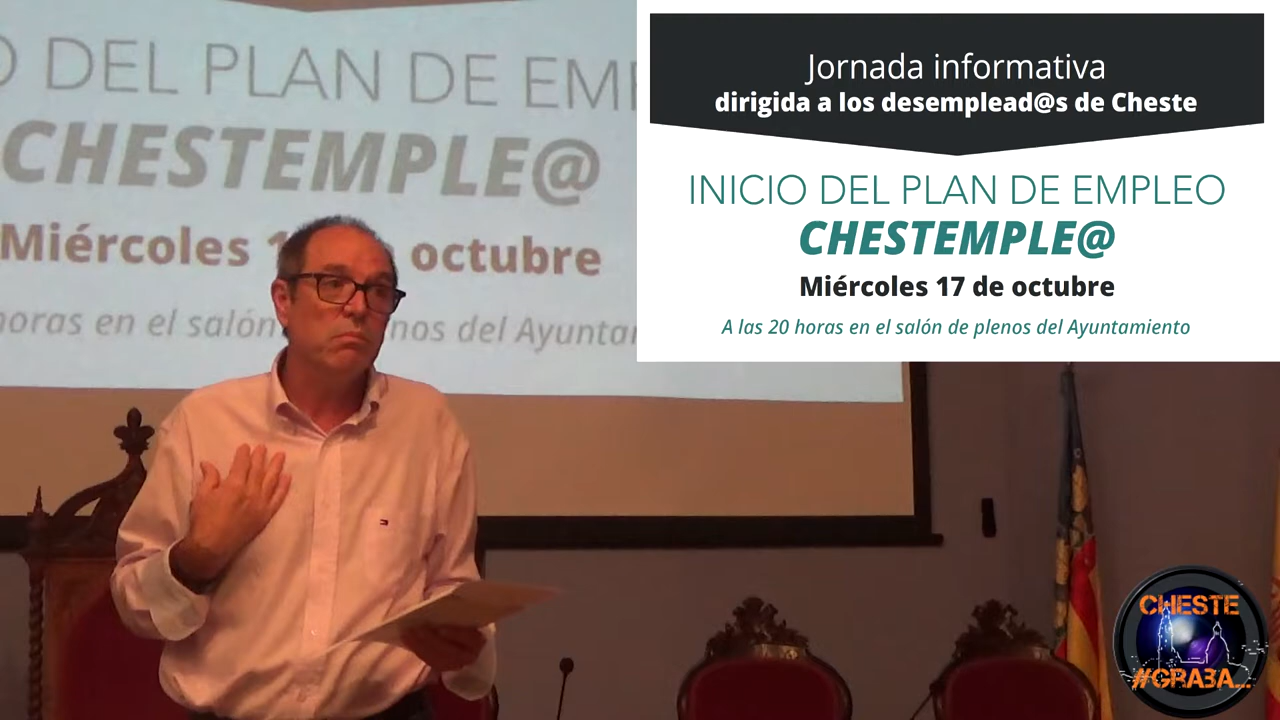 O DEL PLAN DE EM
CHESTEMPLE@
Miércoles 1 octubre
horas en el salón nos del Ayunta
Jornada informativa
dirigida a los desemplead@s de Cheste
INICIO DEL PLAN DE EMPLEO
CHESTEMPLE@
Miércoles 17 de octubre
A las 20 horas en el salón de plenos del Ayuntamiento
CHESTE
#GRABA...